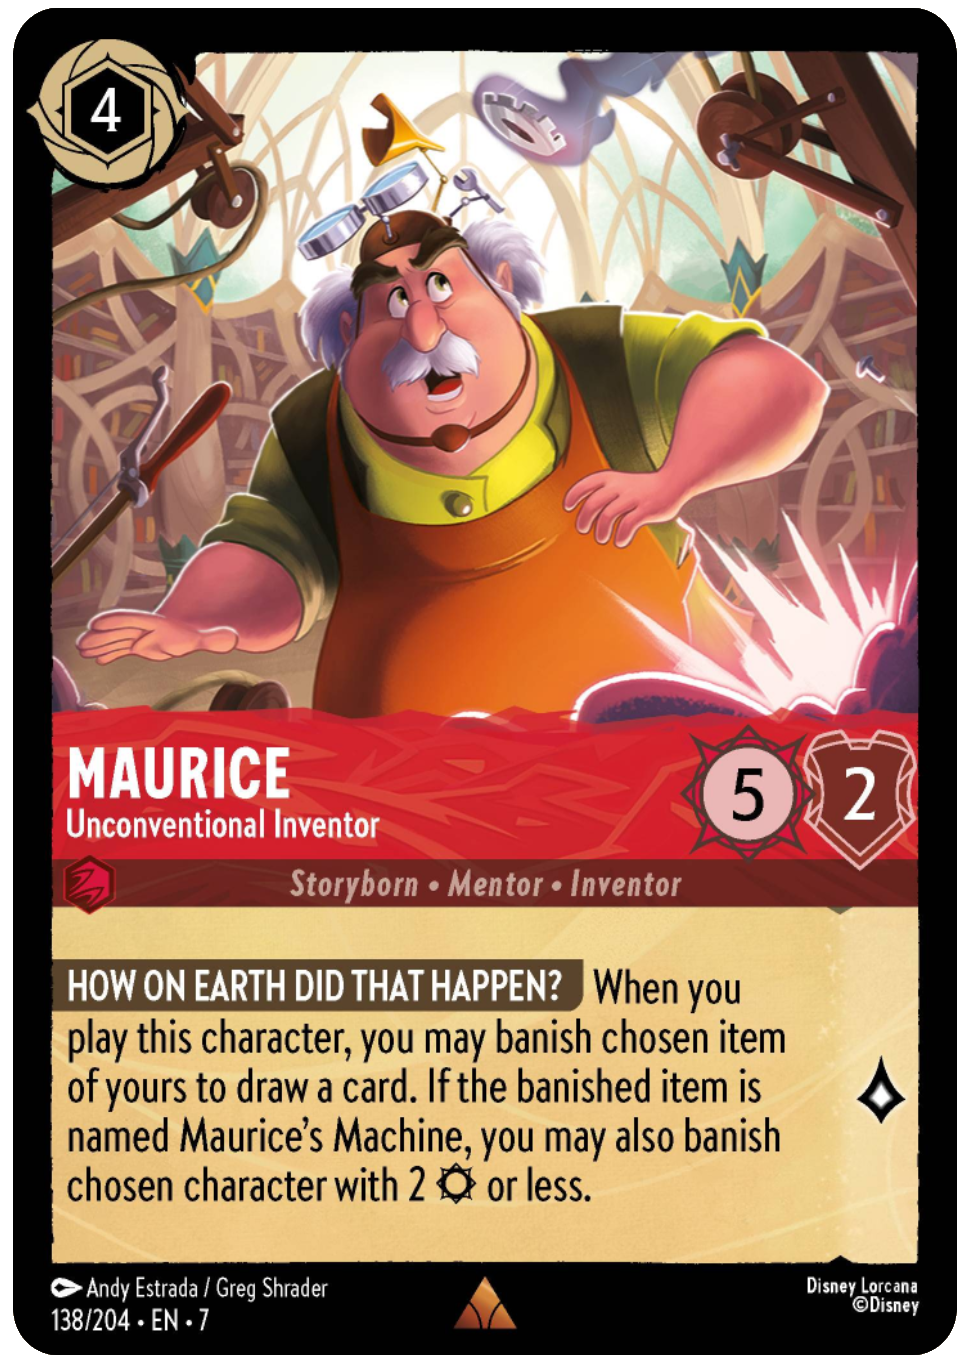 4
MAURICE
Unconventional Inventor
5
2
Storyborn • Mentor • Inventor
HOW ON EARTH DID THAT HAPPEN? When you
play this character, you may banish chosen item
of yours to draw a card. If the banished item is
named Maurice's Machine, you may also banish
chosen character with 2 or less.
Andy Estrada / Greg Shrader
138/204 • EN • 7
Disney Lorcana
©Disney